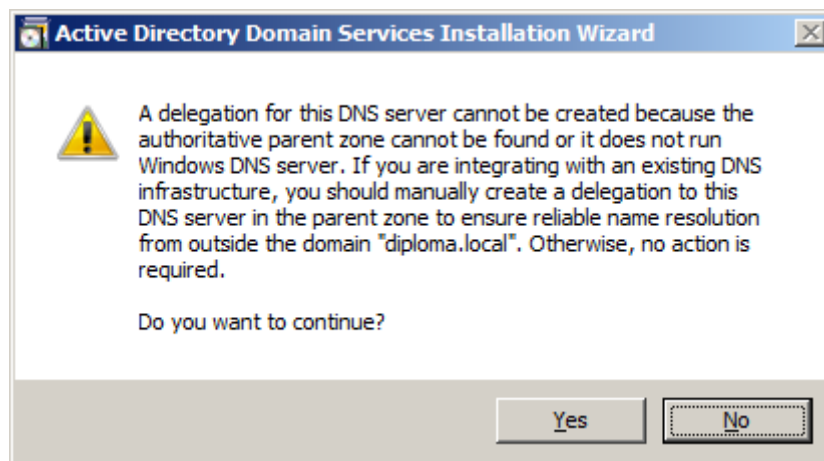 Active Directory Domain Services Installation Wizard
A delegation for this DNS server cannot be created because the
authoritative parent zone cannot be found or it does not run
Windows DNS server. If you are integrating with an existing DNS
infrastructure, you should manually create a delegation to this
DNS server in the parent zone to ensure reliable name resolution
from outside the domain "diploma.local". Otherwise, no action is
required.
Do you want to continue?
Yes
No